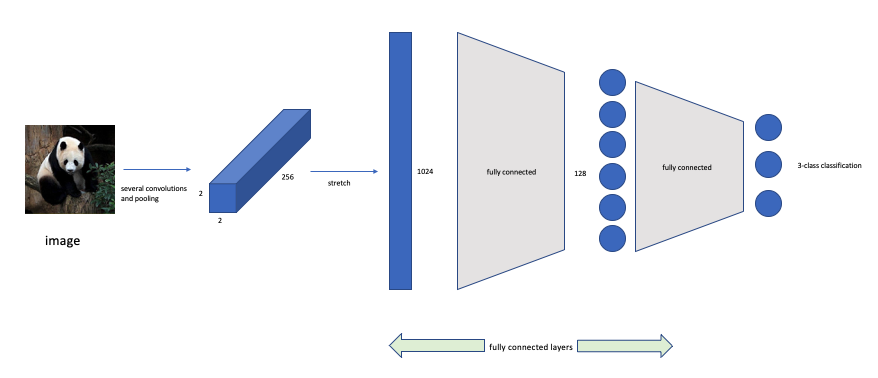 image
several convolutions
and pooling
2
2
256
stretch
1024
fully connected
128
fully connected
3-class classification
fully connected layers